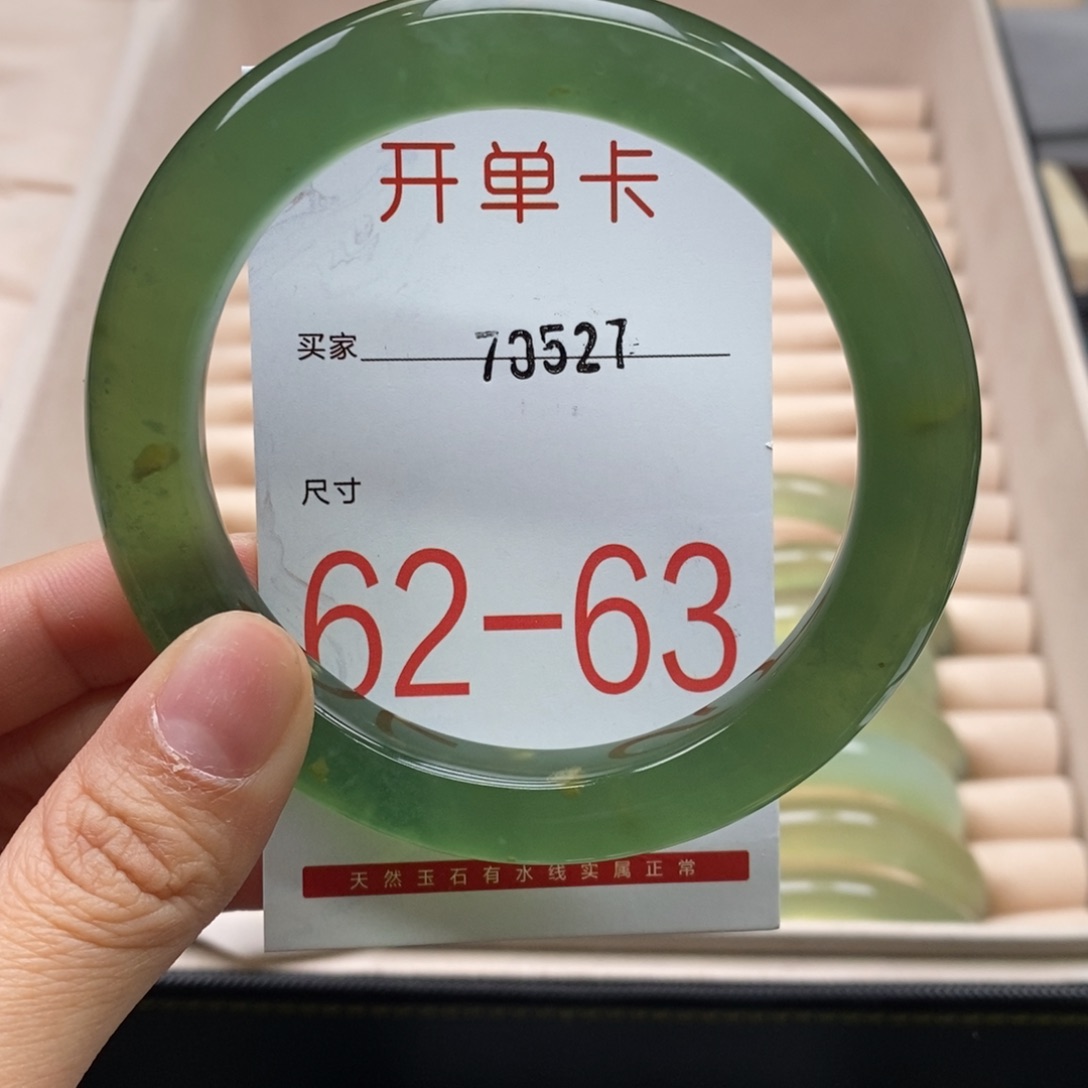 开单卡
买家 70527
尺寸
62-63
天然玉石有水线实属正常